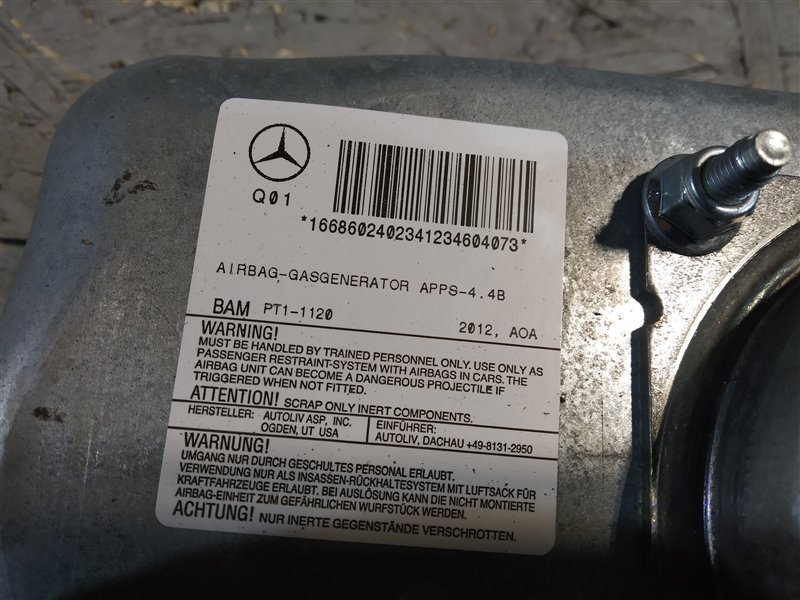 Q01
*1668602402341234604073*
AIRBAG-GASGENERATOR APPS-4.4B
BAM PT1-1120 2012, AOA
WARNING!
MUST BE HANDLED BY TRAINED PERSONNEL ONLY. USE ONLY AS
PASSENGER RESTRAINT-SYSTEM WITH AIRBAGS IN CARS. THE
AIRBAG UNIT CAN BECOME A DANGEROUS PROJECTILE IF
TRIGGERED WHEN NOT FITTED.
ATTENTION! SCRAP ONLY INERT COMPONENTS.
HERSTELLER: AUTOLIV ASP, INC. EINFÜHRER:
OGDEN, UT USA AUTOLIV, DACHAU +49-8131-2950
WARNUNG!
UMGANG NUR DURCH GESCHULTES PERSONAL ERLAUBT.
VERWENDUNG NUR ALS INSASSEN-RÜCKHALTESYSTEM MIT LUFTSACK FÜR
KRAFTFAHRZEUGE ERLAUBT. BEI AUSLÖSUNG KANN DIE NICHT MONTIERTE
AIRBAG-EINHEIT ZUM GEFÄHRLICHEN WURFSTÜCK WERDEN.
ACHTUNG! NUR INERTE GEGENSTÄNDE VERSCHROTTEN.